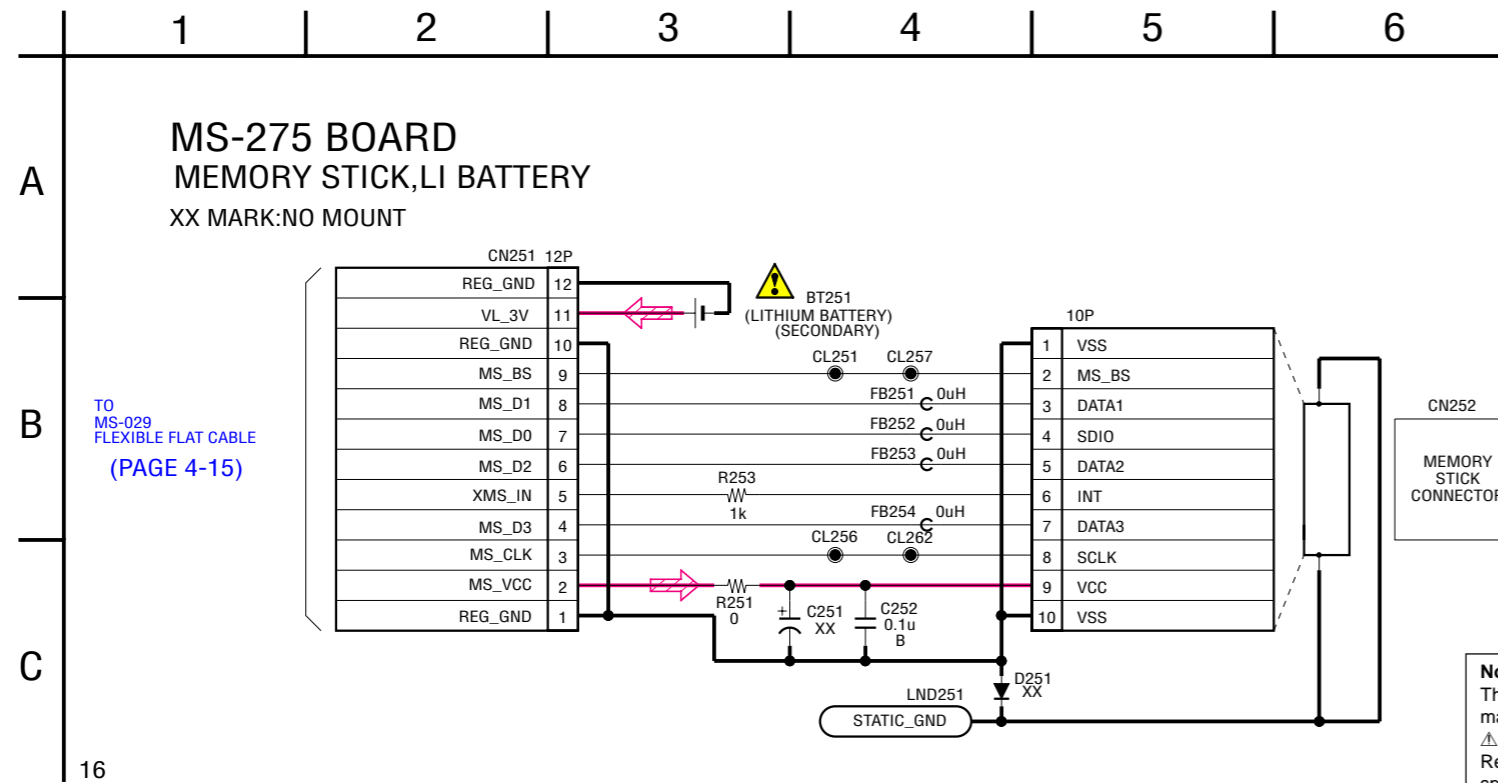 1 2 3 4 5 6
A
B
C
MS-275 BOARD
MEMORY STICK,LI BATTERY
XX MARK:NO MOUNT
CN251 12P
REG_GND 12
VL_3V 11
REG_GND 10
MS_BS 9
MS_D1 8
MS_D0 7
MS_D2 6
XMS_IN 5
MS_D3 4
MS_CLK 3
MS_VCC 2
REG_GND 1
TO
MS-029
FLEXIBLE FLAT CABLE
(PAGE 4-15)
BT251
(LITHIUM BATTERY)
(SECONDARY)
CL251 CL257
FB251 0uH
FB252 0uH
FB253 0uH
R253
1k
FB254 0uH
CL256 CL262
R251
0
+ C251
XX
C252
0.1u
B
10P
1 VSS
2 MS_BS
3 DATA1
4 SDIO
5 DATA2
6 INT
7 DATA3
8 SCLK
9 VCC
10 VSS
CN252
MEMORY
STICK
CONNECTOR
D251
XX
LND251
STATIC_GND
16